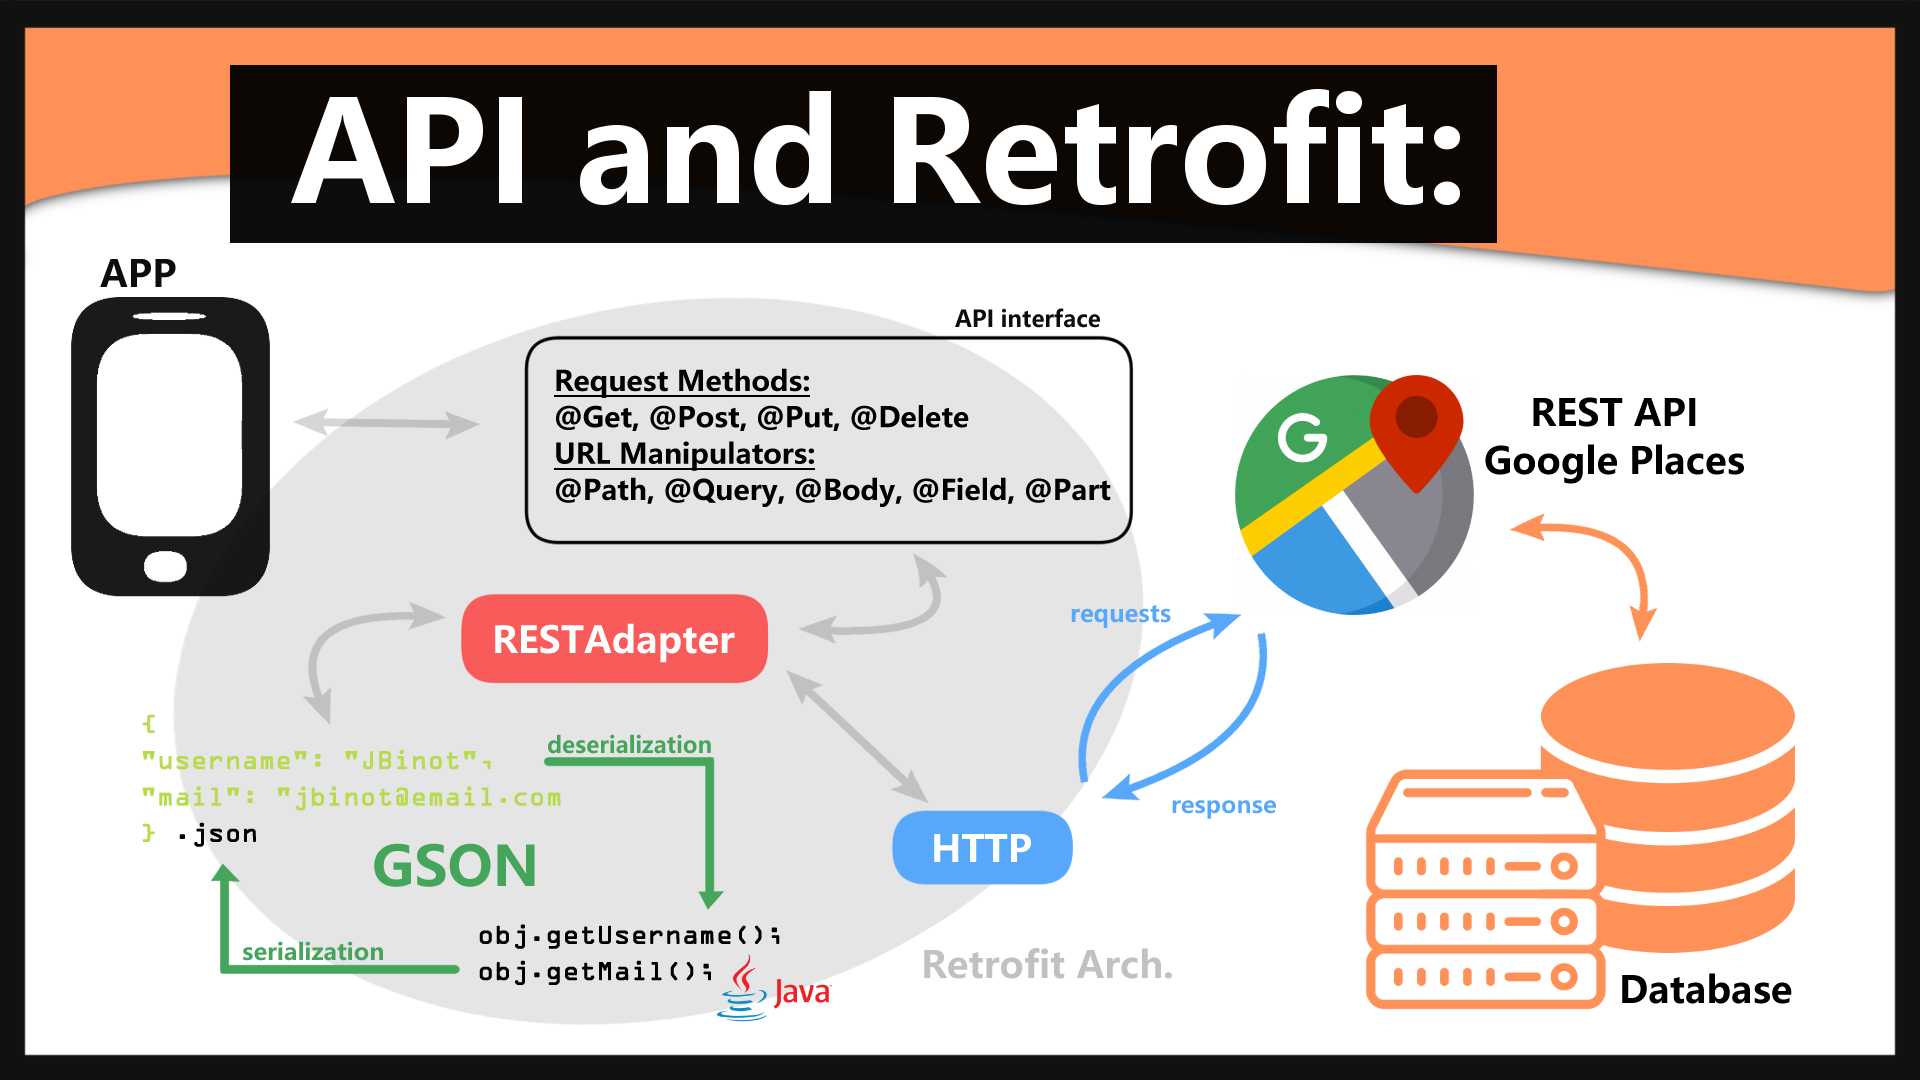 API and Retrofit:
APP
API interface
Request Methods:
@Get, @Post, @Put, @Delete
URL Manipulators:
@Path, @Query, @Body, @Field, @Part
G
REST API
Google Places
RESTAdapter
requests
response
{
"username": "JBinot",
"mail": "jbinot@email.com
} .json
deserialization
GSON
HTTP
serialization
obj.getUsername();
obj.getMail();
Java
Retrofit Arch.
Database